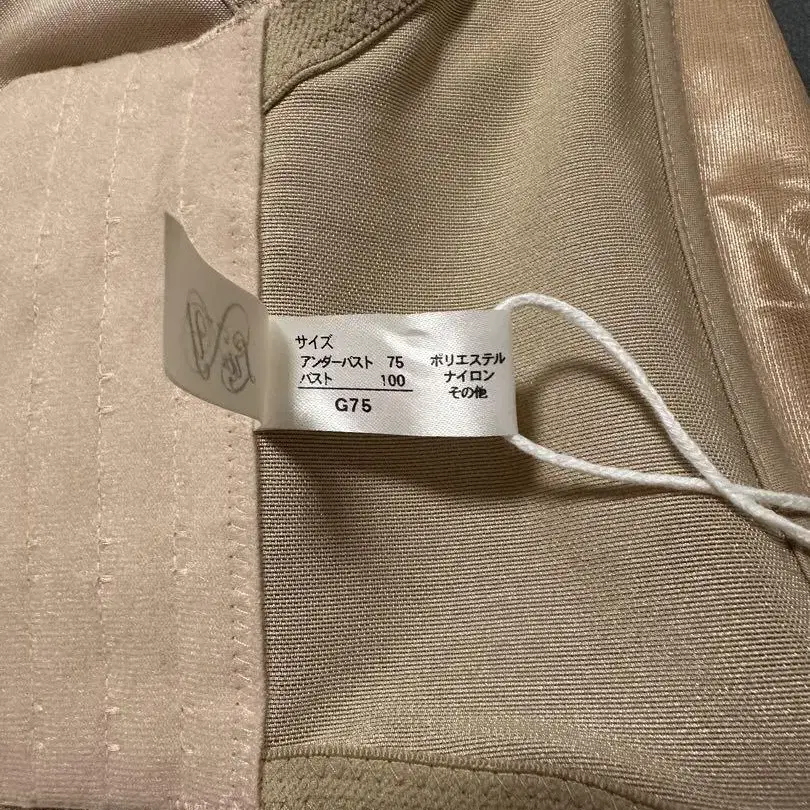 サイズ
アンダーバスト 75
バスト 100
G75
ポリエステル
ナイロン
その他